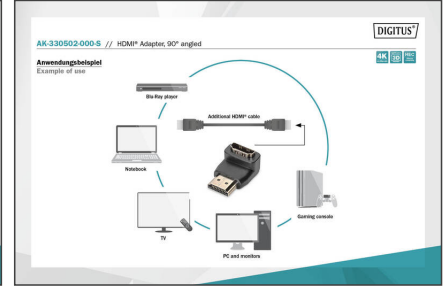 DIGITUS®
AK-330502-000-S // HDMI® Adapter, 90° angled
4K
3D
Anwendungsbeispiel
Example of use
Blu-Ray player
Additional HDMI® cable
Notebook
Gaming console
TV
PC and monitors